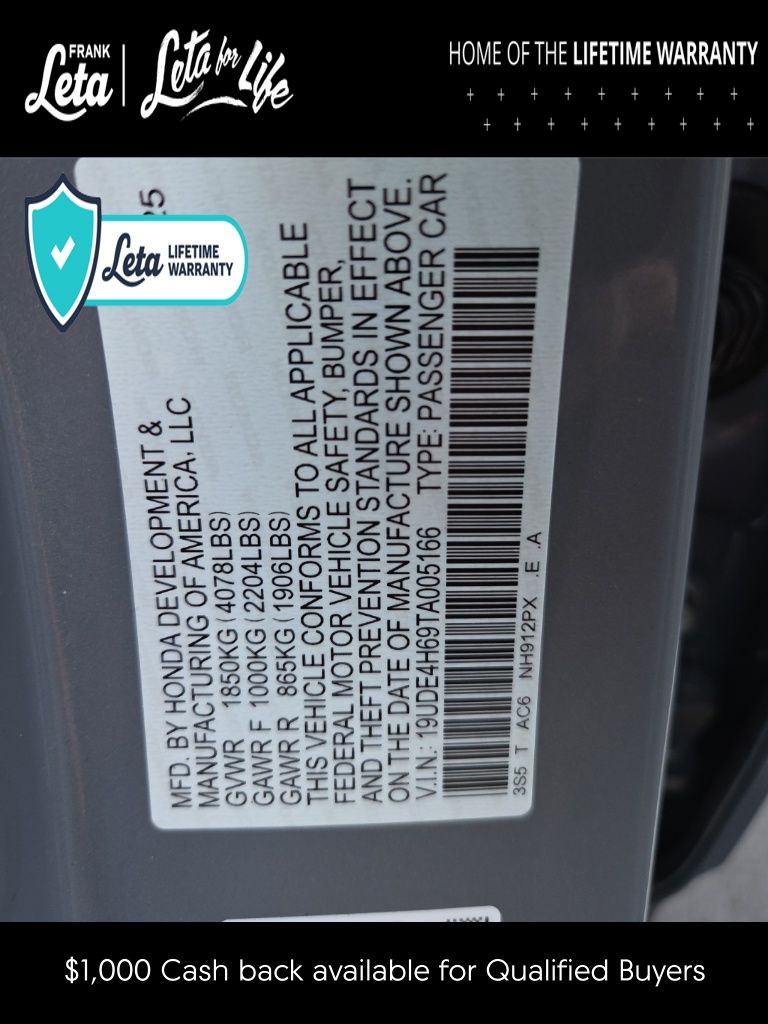 FRANK
Leta
Leta for Life
HOME OF THE LIFETIME WARRANTY
Leta LIFETIME
WARRANTY
25
MFD. BY HONDA DEVELOPMENT &
MANUFACTURING OF AMERICA, LLC
GVWR 1850KG (4078LBS)
GAWR F 1000KG (2204LBS)
GAWR R 865KG (1906LBS)
THIS VEHICLE CONFORMS TO ALL APPLICABLE
FEDERAL MOTOR VEHICLE SAFETY, BUMPER,
AND THEFT PREVENTION STANDARDS IN EFFECT
ON THE DATE OF MANUFACTURE SHOWN ABOVE.
V.I.N.: 19UDE4H69TA005166 TYPE: PASSENGER CAR
3S5 T AC6 NH912PX .E .A
$1,000 Cash back available for Qualified Buyers